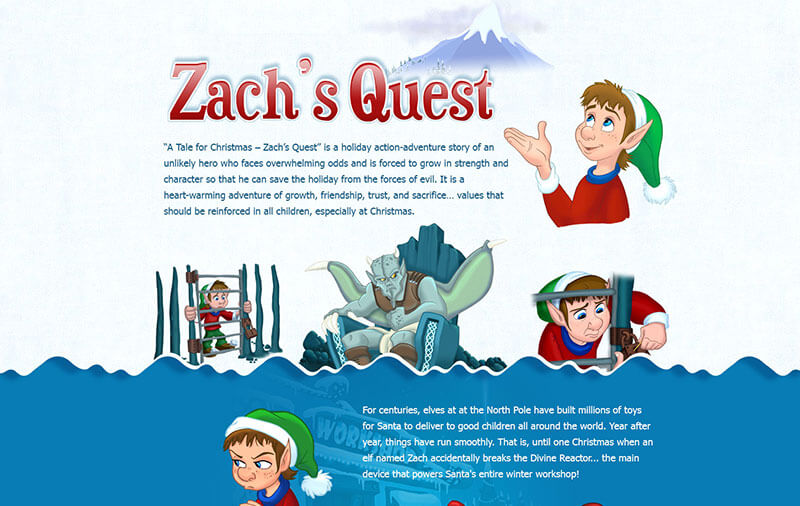 Zach's Quest
“A Tale for Christmas – Zach’s Quest” is a holiday action-adventure story of an
unlikely hero who faces overwhelming odds and is forced to grow in strength and
character so that he can save the holiday from the forces of evil. It is a
heart-warming adventure of growth, friendship, trust, and sacrifice... values that
should be reinforced in all children, especially at Christmas.
For centuries, elves at at the North Pole have built millions of toys
for Santa to deliver to good children all around the world. Year after
year, things have run smoothly. That is, until one Christmas when an
elf named Zach accidentally breaks the Divine Reactor... the main
device that powers Santa's entire winter workshop!